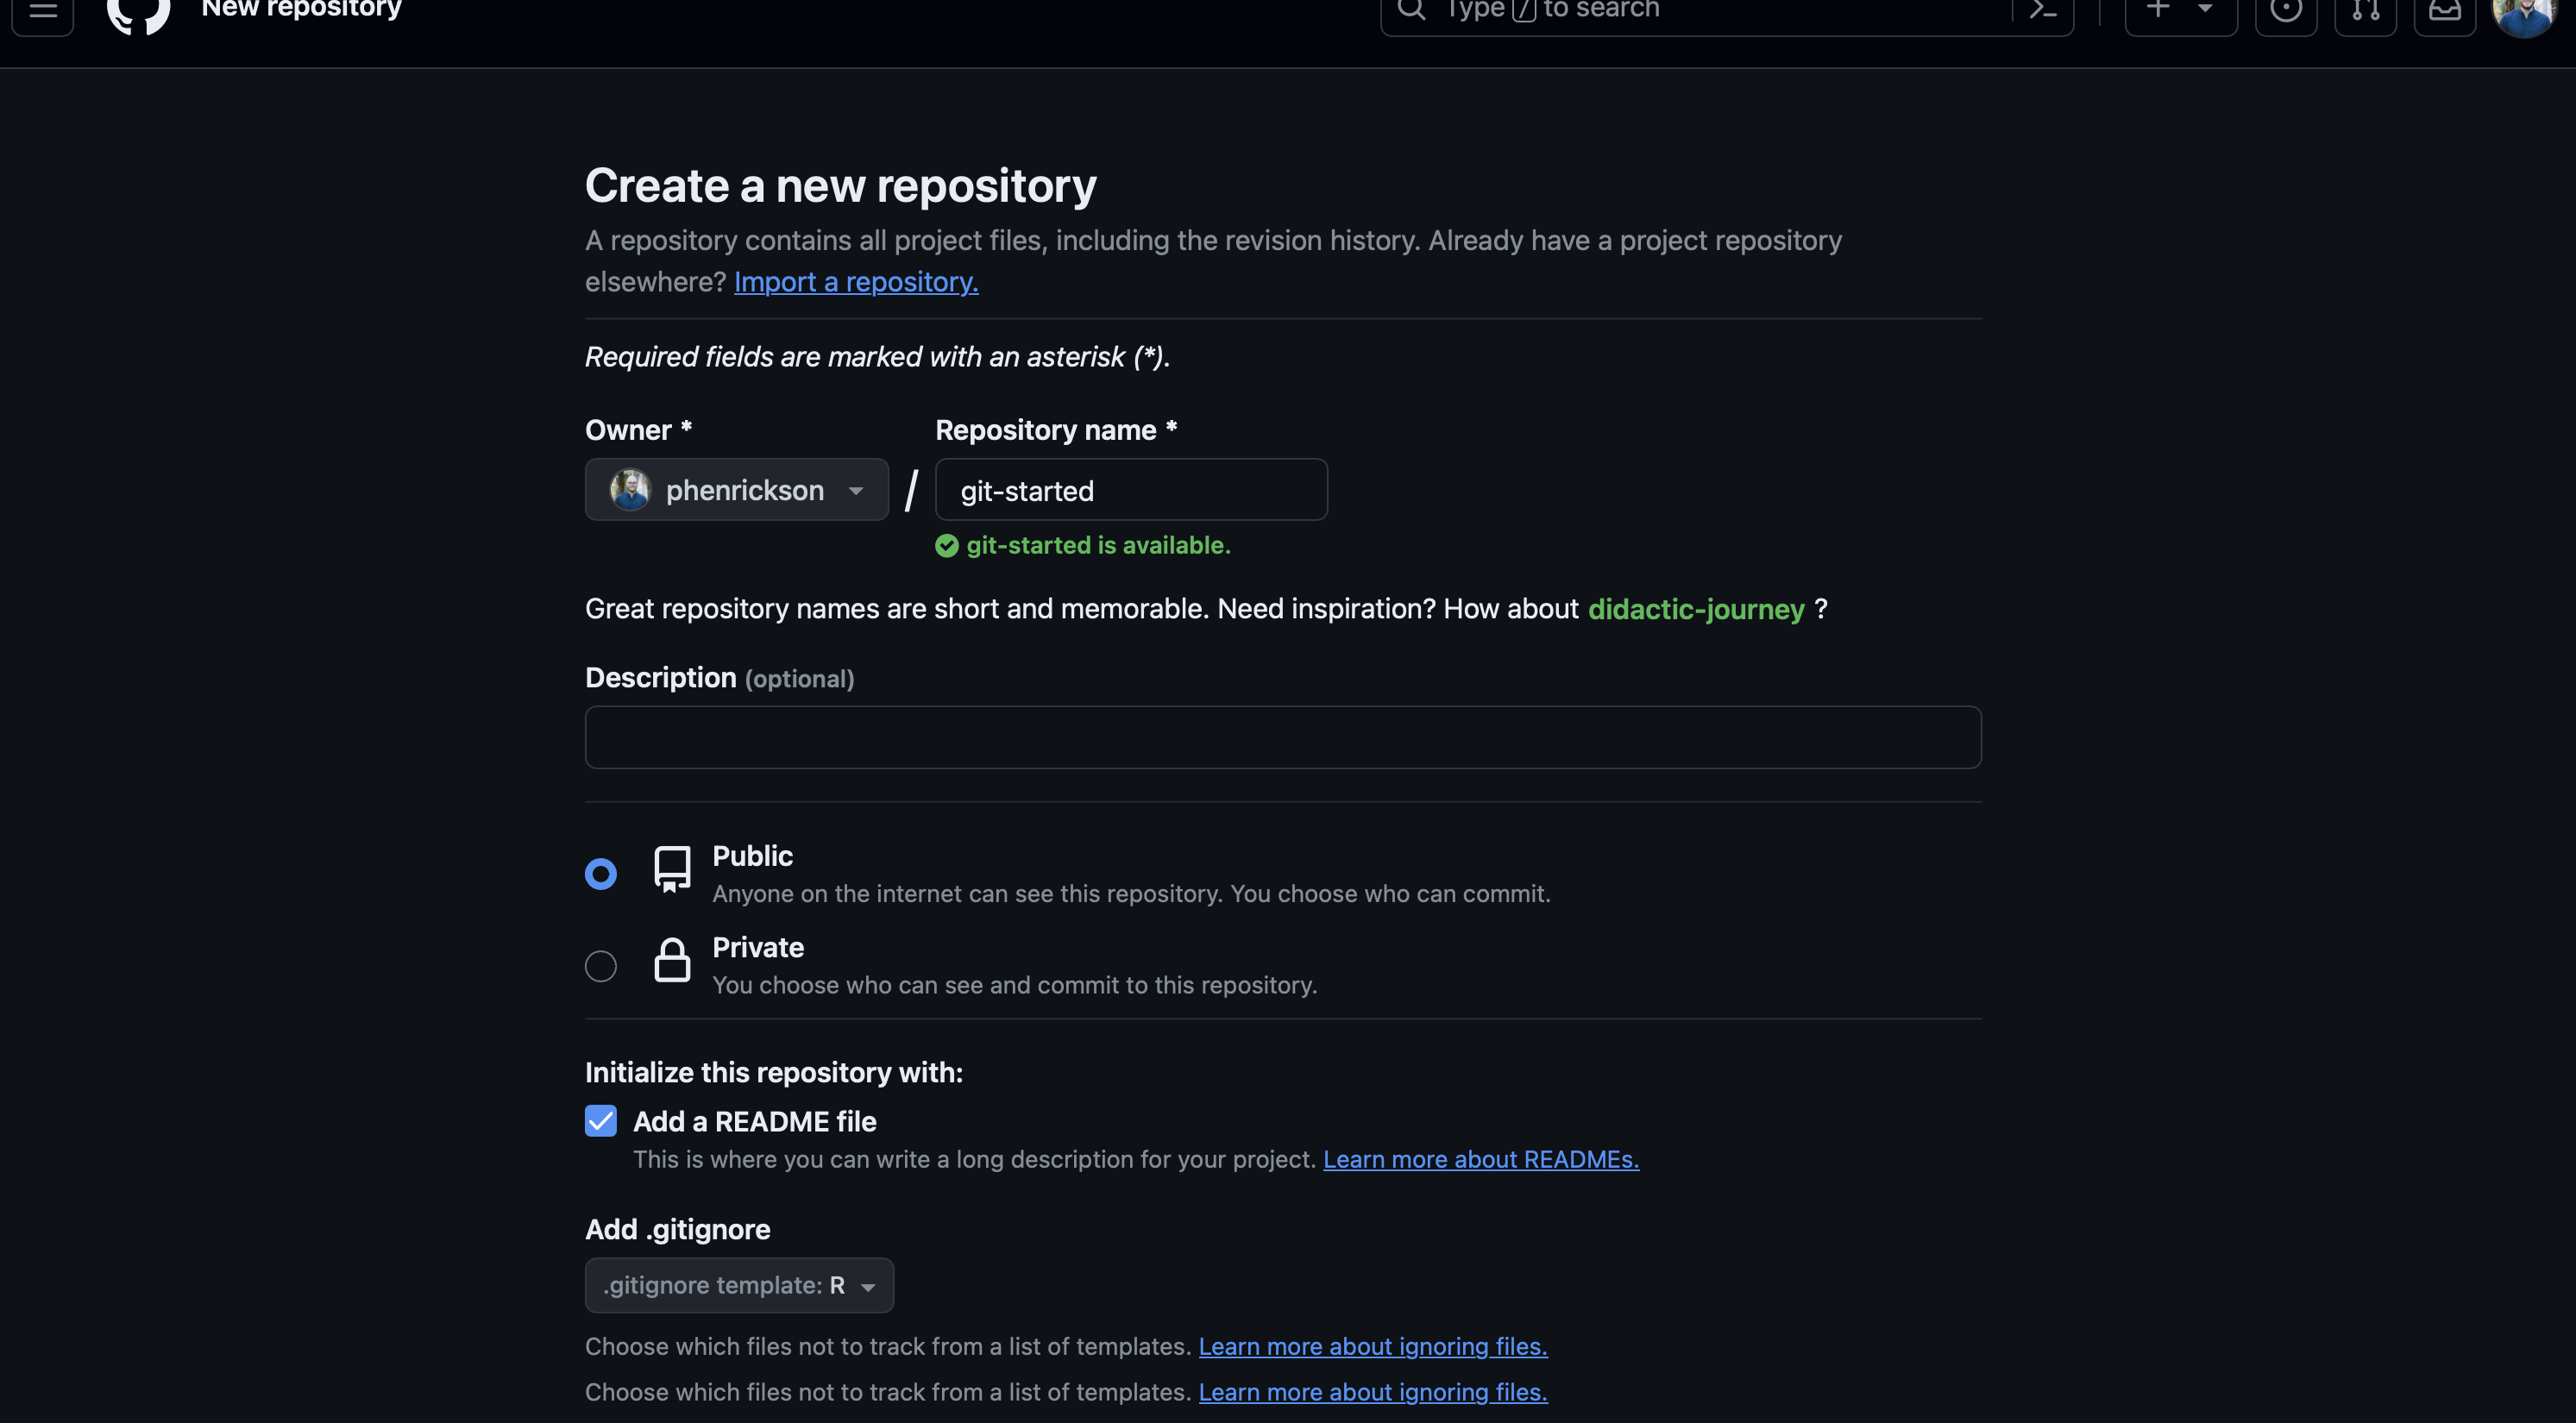 New repository
Type / to search
Create a new repository
A repository contains all project files, including the revision history. Already have a project repository
elsewhere? Import a repository.
Required fields are marked with an asterisk (*).
Owner *
Repository name *
phenrickson
/
git-started
git-started is available.
Great repository names are short and memorable. Need inspiration? How about didactic-journey ?
Description (optional)
Public
Anyone on the internet can see this repository. You choose who can commit.
Private
You choose who can see and commit to this repository.
Initialize this repository with:
Add a README file
This is where you can write a long description for your project. Learn more about READMEs.
Add .gitignore
.gitignore template: R
Choose which files not to track from a list of templates. Learn more about ignoring files.
Choose which files not to track from a list of templates. Learn more about ignoring files.